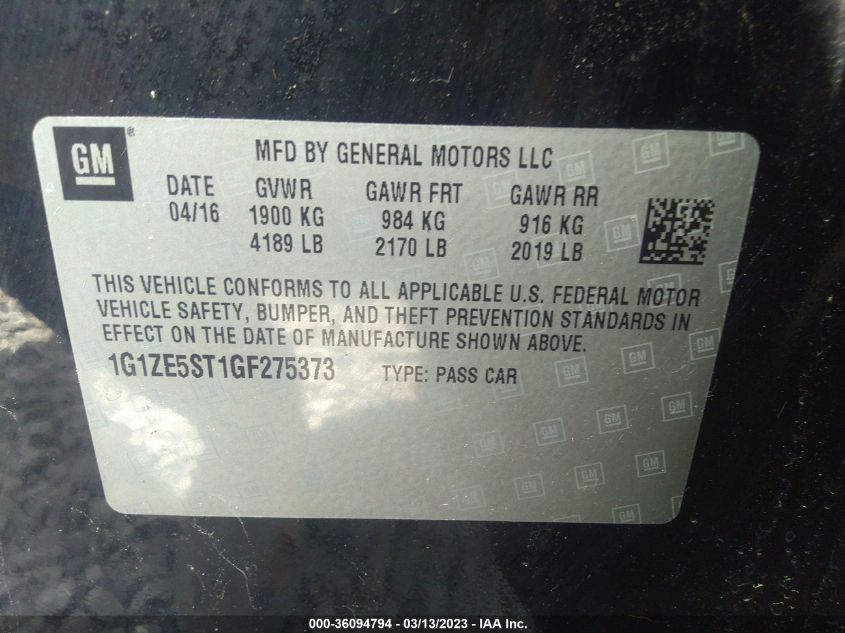 GM
MFD BY GENERAL MOTORS LLC
DATE GVWR GAWR FRT GAWR RR
04/16 1900 KG 984 KG 916 KG
4189 LB 2170 LB 2019 LB
THIS VEHICLE CONFORMS TO ALL APPLICABLE U.S. FEDERAL MOTOR
VEHICLE SAFETY, BUMPER, AND THEFT PREVENTION STANDARDS IN
EFFECT ON THE DATE OF MANUFACTURE SHOWN ABOVE.
1G1ZE5ST1GF275373 TYPE: PASS CAR
000-36094794 - 03/13/2023 - IAA Inc.